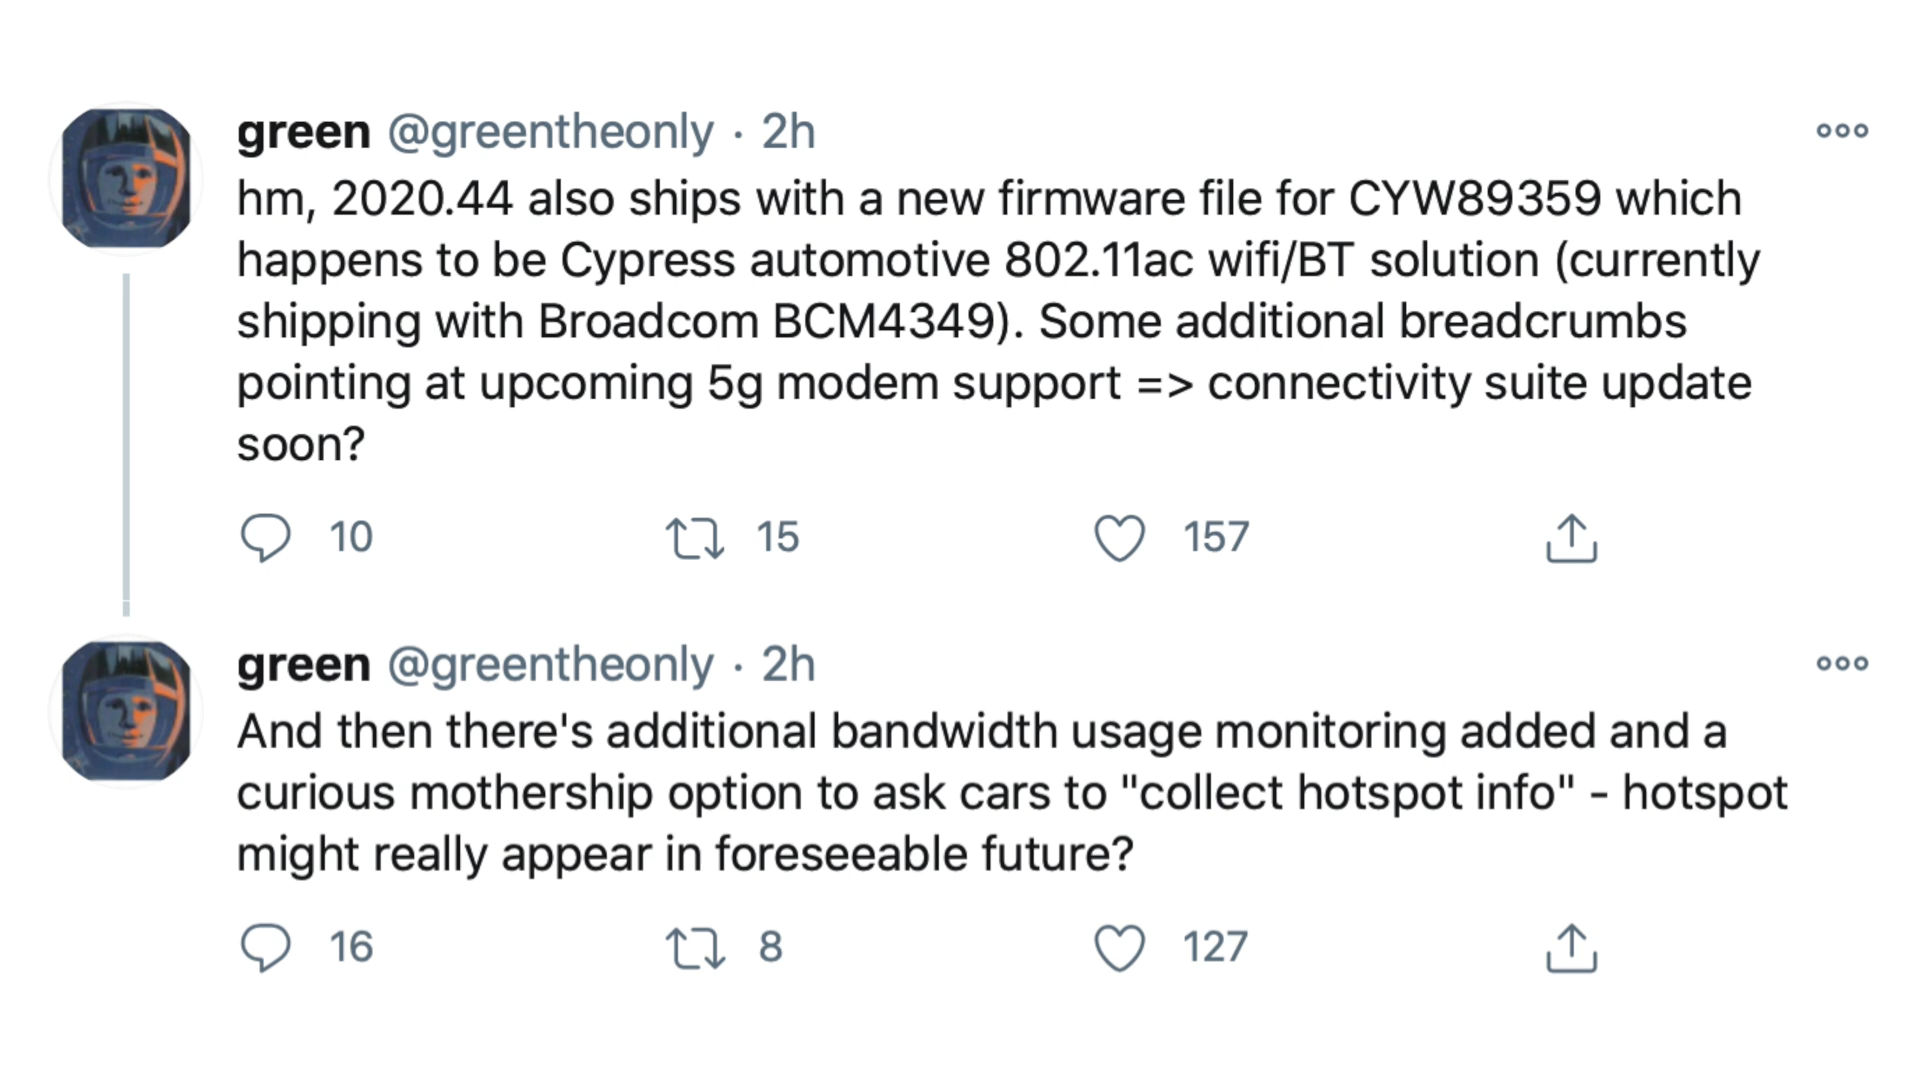 green @greentheonly · 2h
hm, 2020.44 also ships with a new firmware file for CYW89359 which
happens to be Cypress automotive 802.11ac wifi/BT solution (currently
shipping with Broadcom BCM4349). Some additional breadcrumbs
pointing at upcoming 5g modem support => connectivity suite update
soon?
10 15 157
green @greentheonly · 2h
And then there's additional bandwidth usage monitoring added and a
curious mothership option to ask cars to "collect hotspot info" - hotspot
might really appear in foreseeable future?
16 8 127